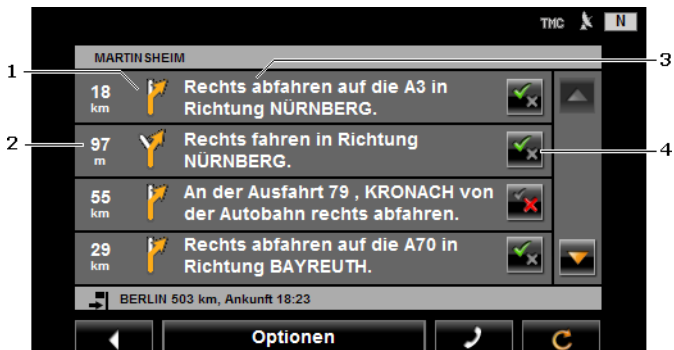 TMC N
MARTINSHEIM
1
3
18
km
Rechts abfahren auf die A3 in
Richtung NÜRNBERG.
2
97
m
Rechts fahren in Richtung
NÜRNBERG.
4
55
km
An der Ausfahrt 79 , KRONACH von
der Autobahn rechts abfahren.
29
km
Rechts abfahren auf die A70 in
Richtung BAYREUTH.
BERLIN 503 km, Ankunft 18:23
Optionen